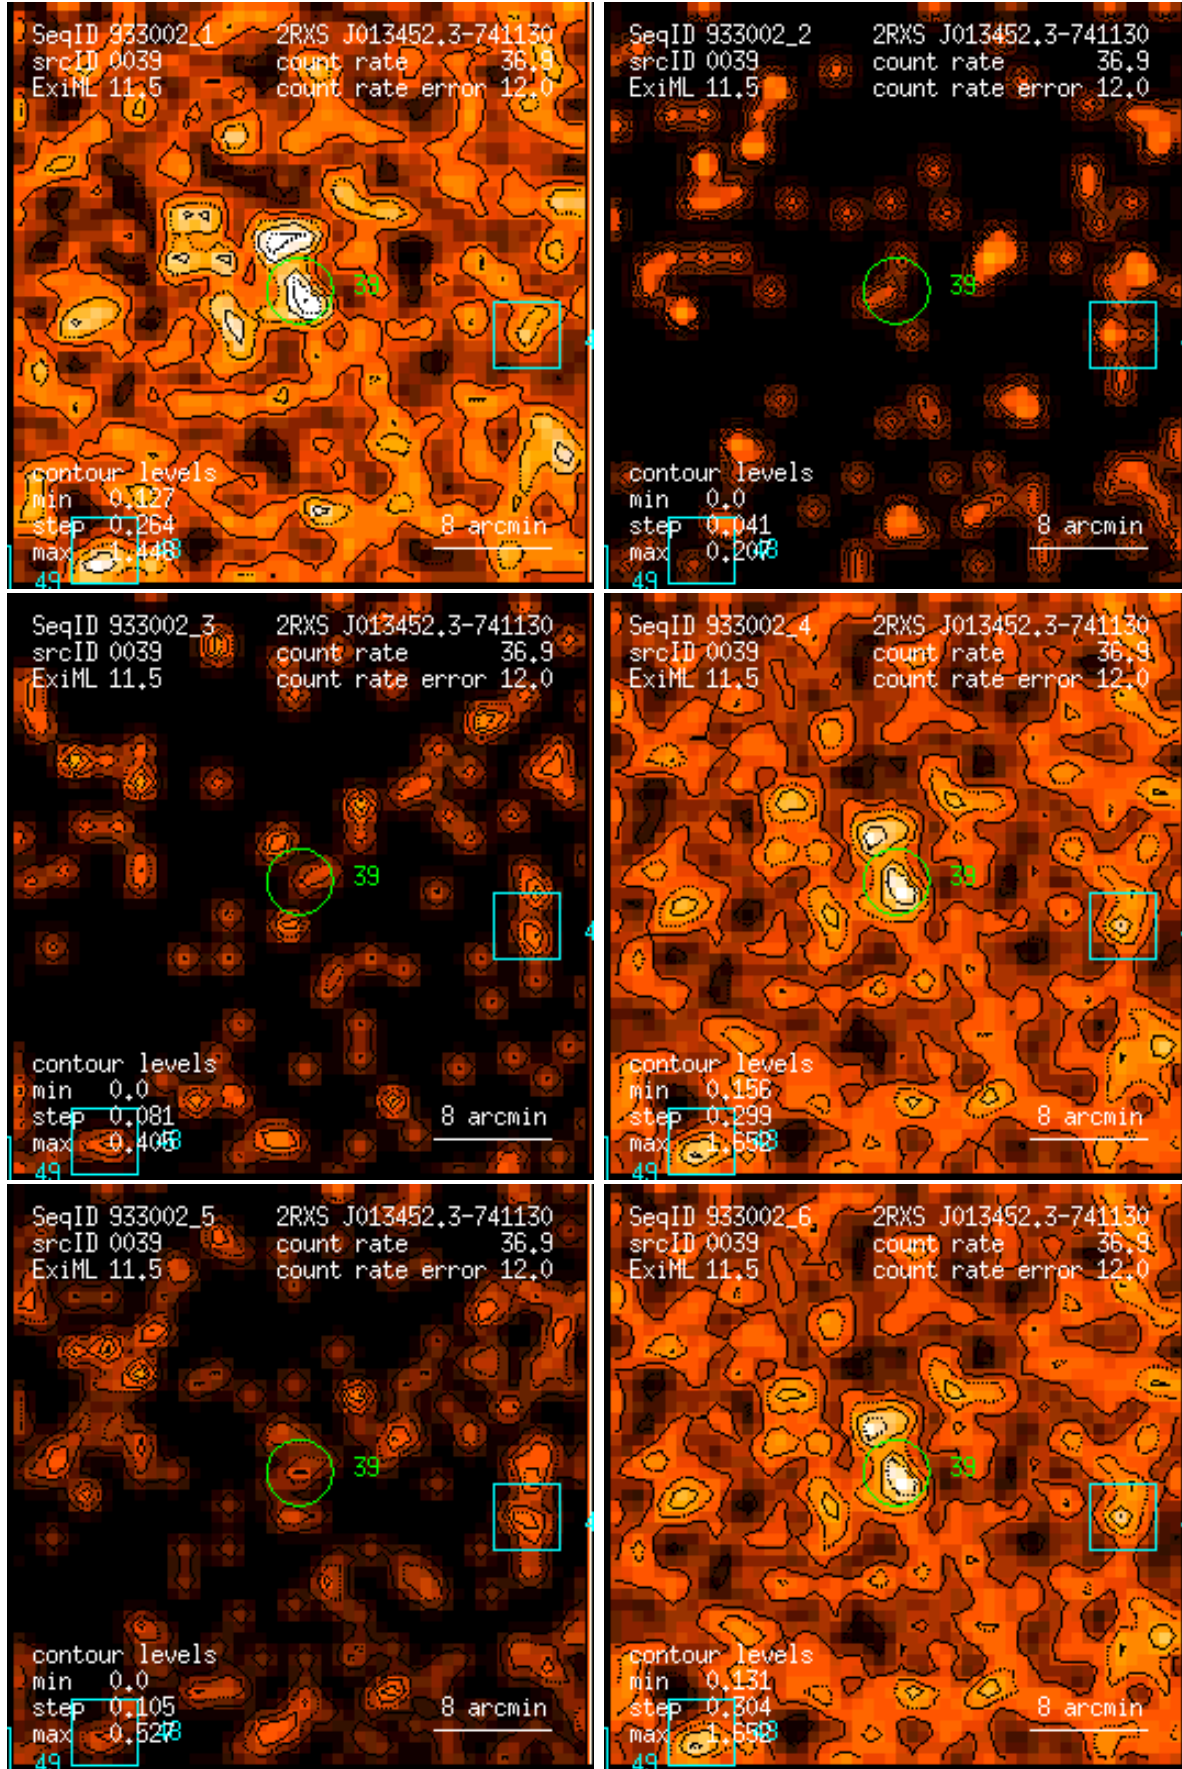 SeqID 933002_1 2RXS J013452.3-741130
srcID 0039 count rate 36.9
ExiML 11.5 count rate error 12.0
39
4
contour levels
min 0.127
step 0.264
max 1.448 48
8 arcmin
49
SeqID 933002_2 2RXS J013452.3-741130
srcID 0039 count rate 36.9
ExiML 11.5 count rate error 12.0
39
contour levels
min 0.0
step 0.041
max 48
8 arcmin
49
SeqID 933002_3 2RXS J013452.3-741130
srcID 0039 count rate 36.9
ExiML 11.5 count rate error 12.0
39
4
contour levels
min 0.0
step 0.081
max 48
8 arcmin
49
SeqID 933002_4 2RXS J013452.3-741130
srcID 0039 count rate 36.9
ExiML 11.5 count rate error 12.0
39
contour levels
min 0.156
step 0.299
max 1.652 48
8 arcmin
49
SeqID 933002_5 2RXS J013452.3-741130
srcID 0039 count rate 36.9
ExiML 11.5 count rate error 12.0
39
4
contour levels
min 0.0
step 0.105
max 48
8 arcmin
49
SeqID 933002_6 2RXS J013452.3-741130
srcID 0039 count rate 36.9
ExiML 11.5 count rate error 12.0
39
contour levels
min 0.131
step 0.304
max 1.652 48
8 arcmin
49